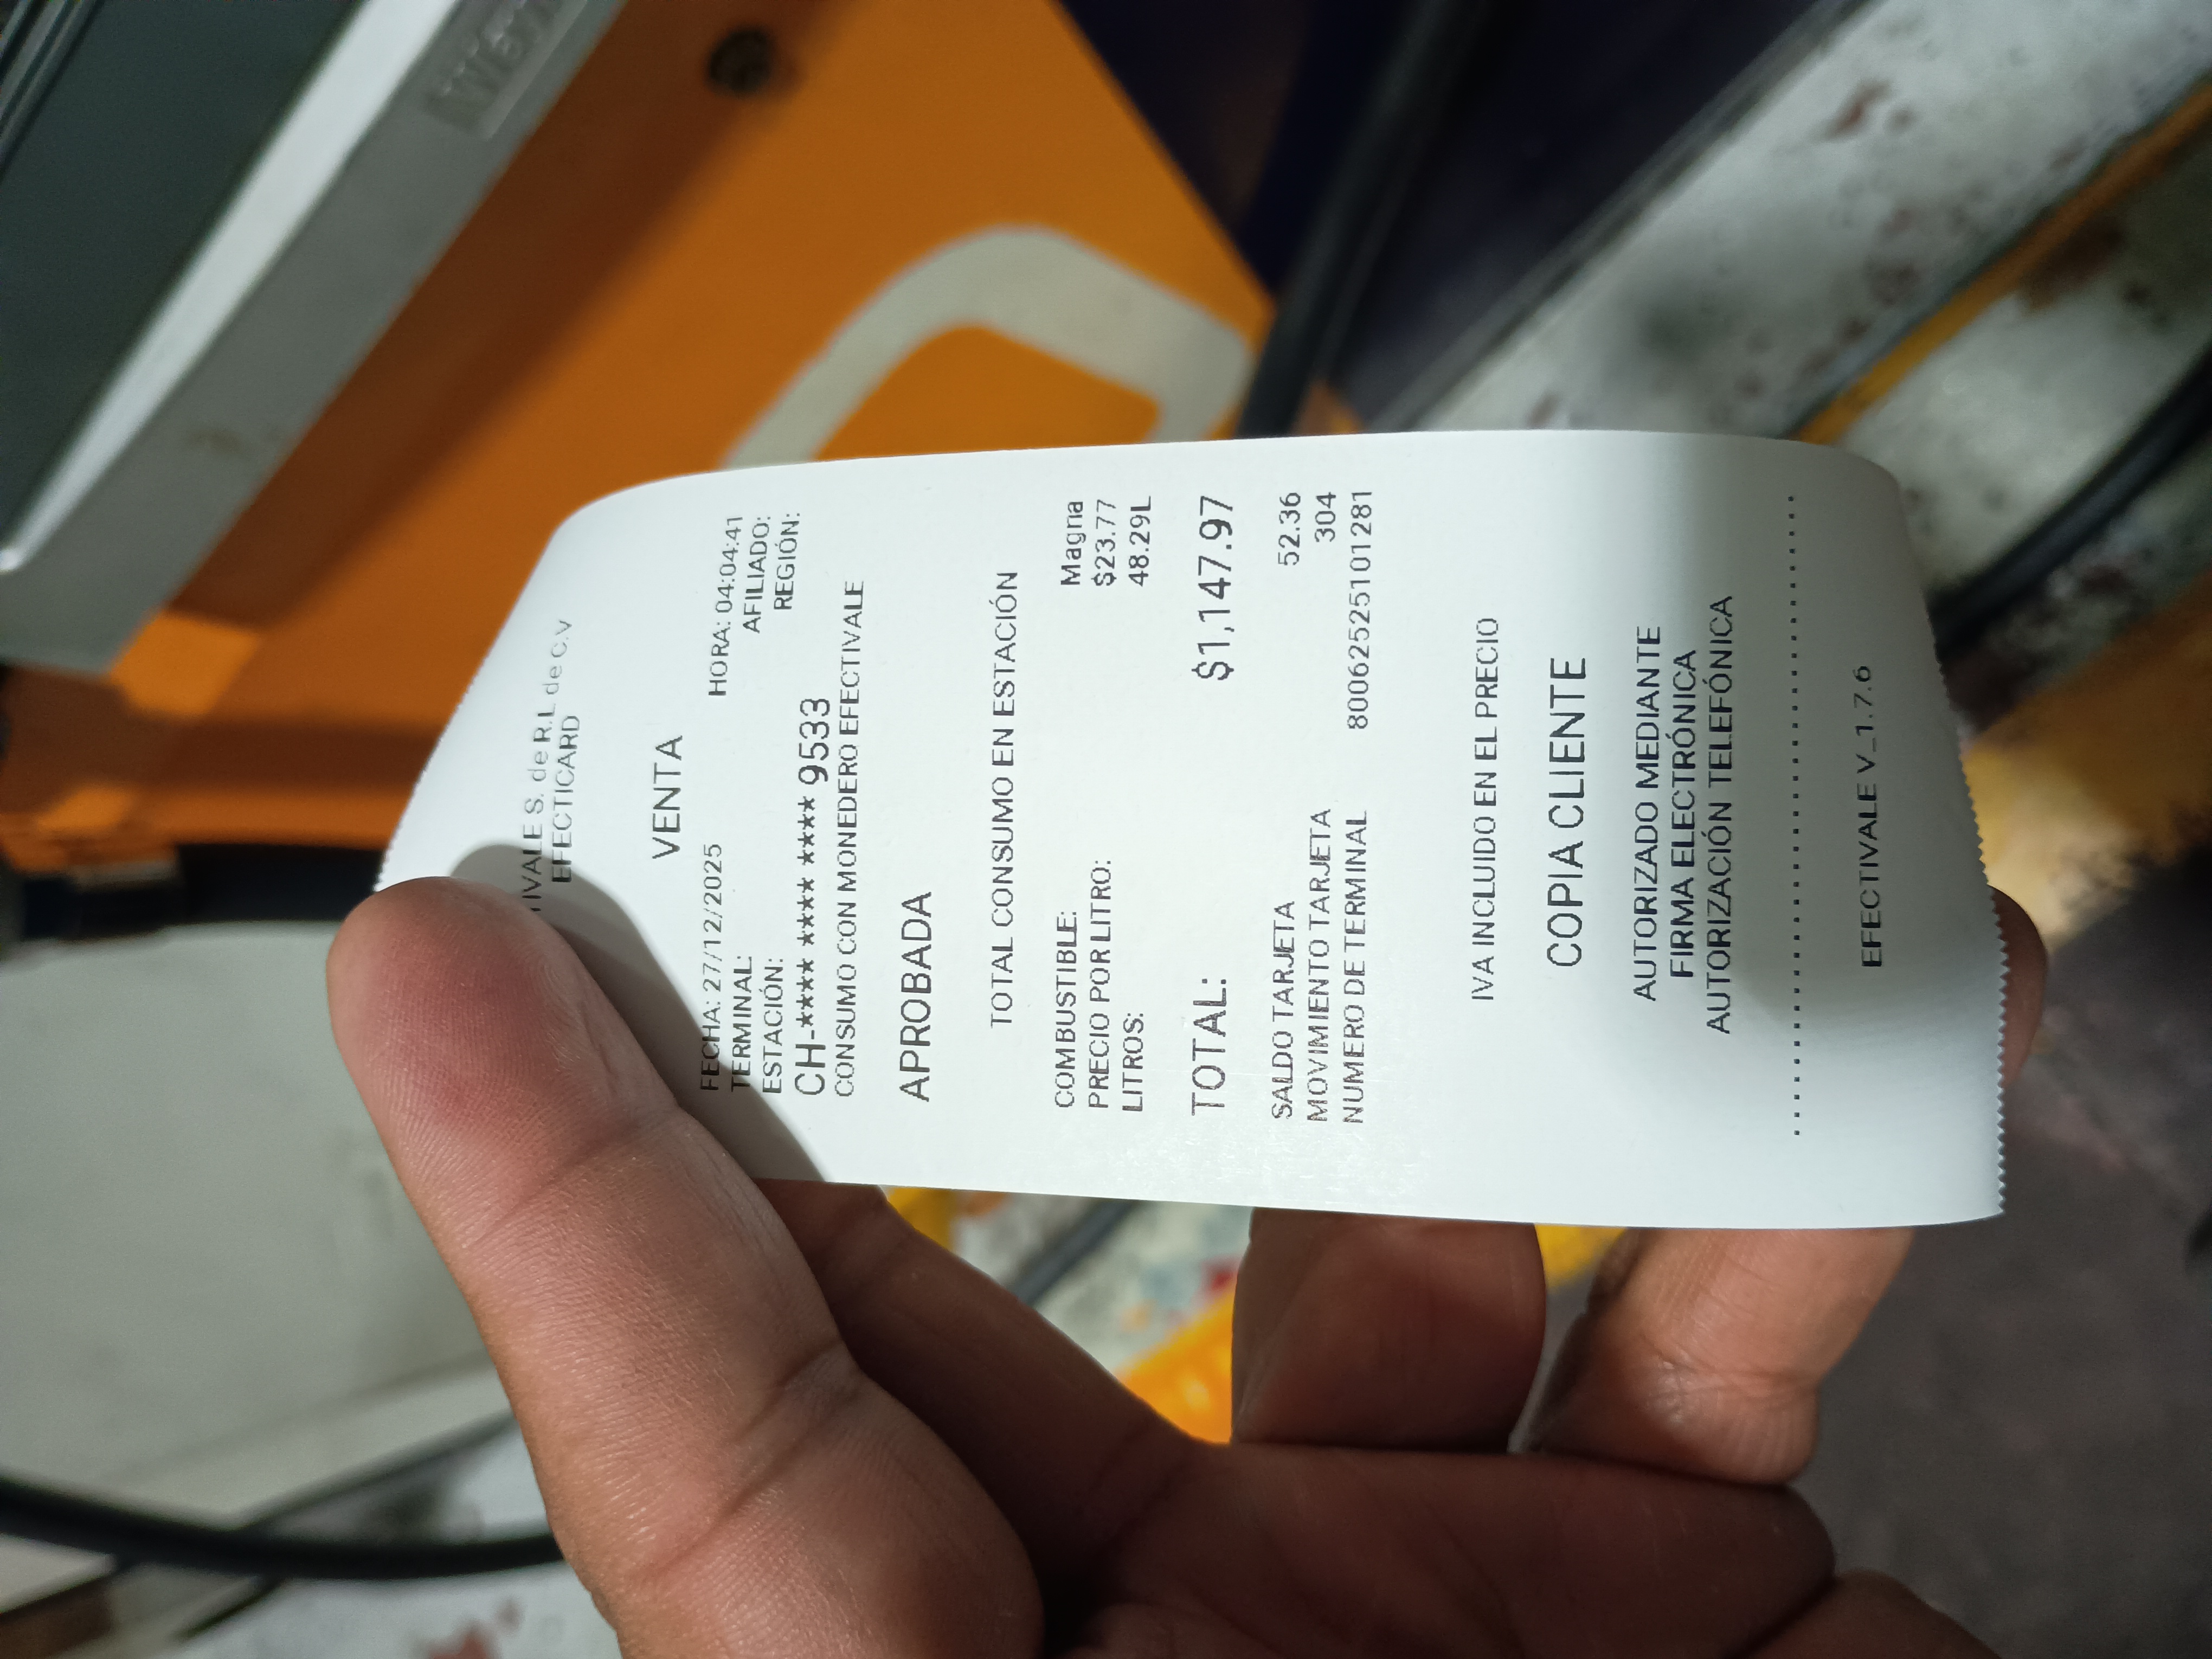 TIVALE S. de R.L de C.V
EFECTICARD
VENTA
FECHA: 27/12/2025 HORA: 04:04:41
TERMINAL: AFILIADO:
ESTACIÓN: REGIÓN:
CH-**** **** **** 9533
CONSUMO CON MONEDERO EFECTIVALE
APROBADA
TOTAL CONSUMO EN ESTACIÓN
COMBUSTIBLE: Magna
PRECIO POR LITRO: $23.77
LITROS: 48.29L
TOTAL: $1,147.97
SALDO TARJETA 52.36
MOVIMIENTO TARJETA 304
NUMERO DE TERMINAL 8006252510128​1
IVA INCLUIDO EN EL PRECIO
COPIA CLIENTE
AUTORIZADO MEDIANTE
FIRMA ELECTRÓNICA
AUTORIZACIÓN TELEFÓNICA
EFECTIVALE V_1.7.6